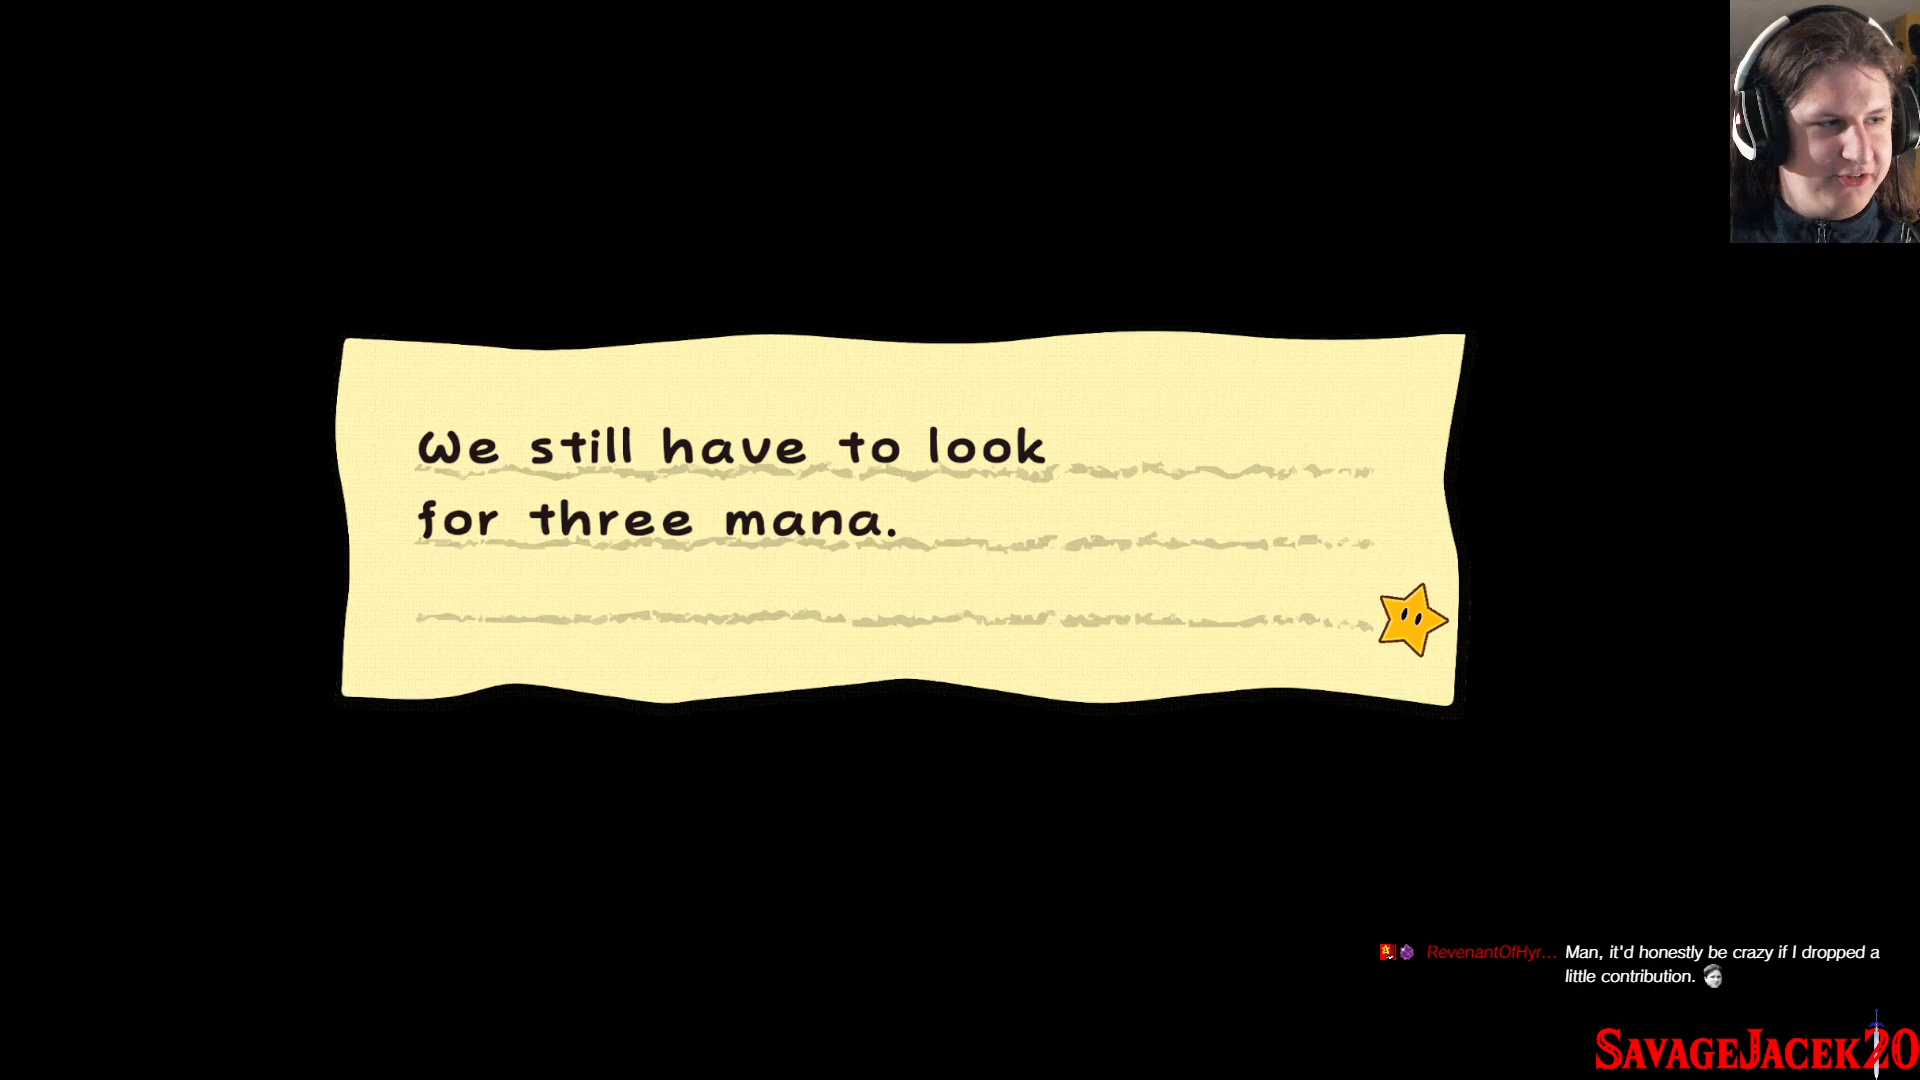 We still have to look
for three mana.
RevenantOfHyr... Man, it'd honestly be crazy if I dropped a
little contribution.
SavageJacek20